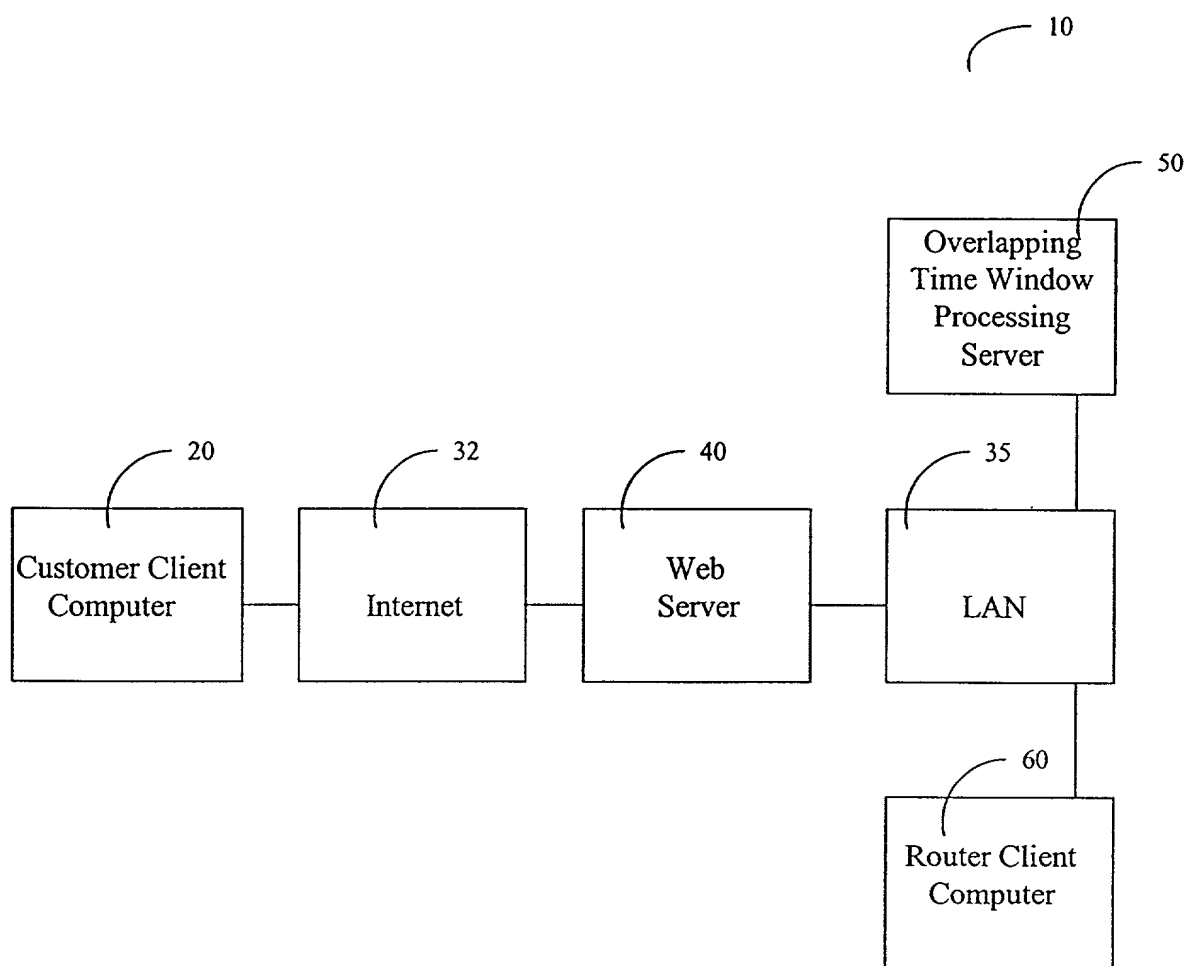 10
50
Overlapping
Time Window
Processing
Server
20
32
40
35
Customer Client
Computer
Internet
Web
Server
LAN
60
Router Client
Computer